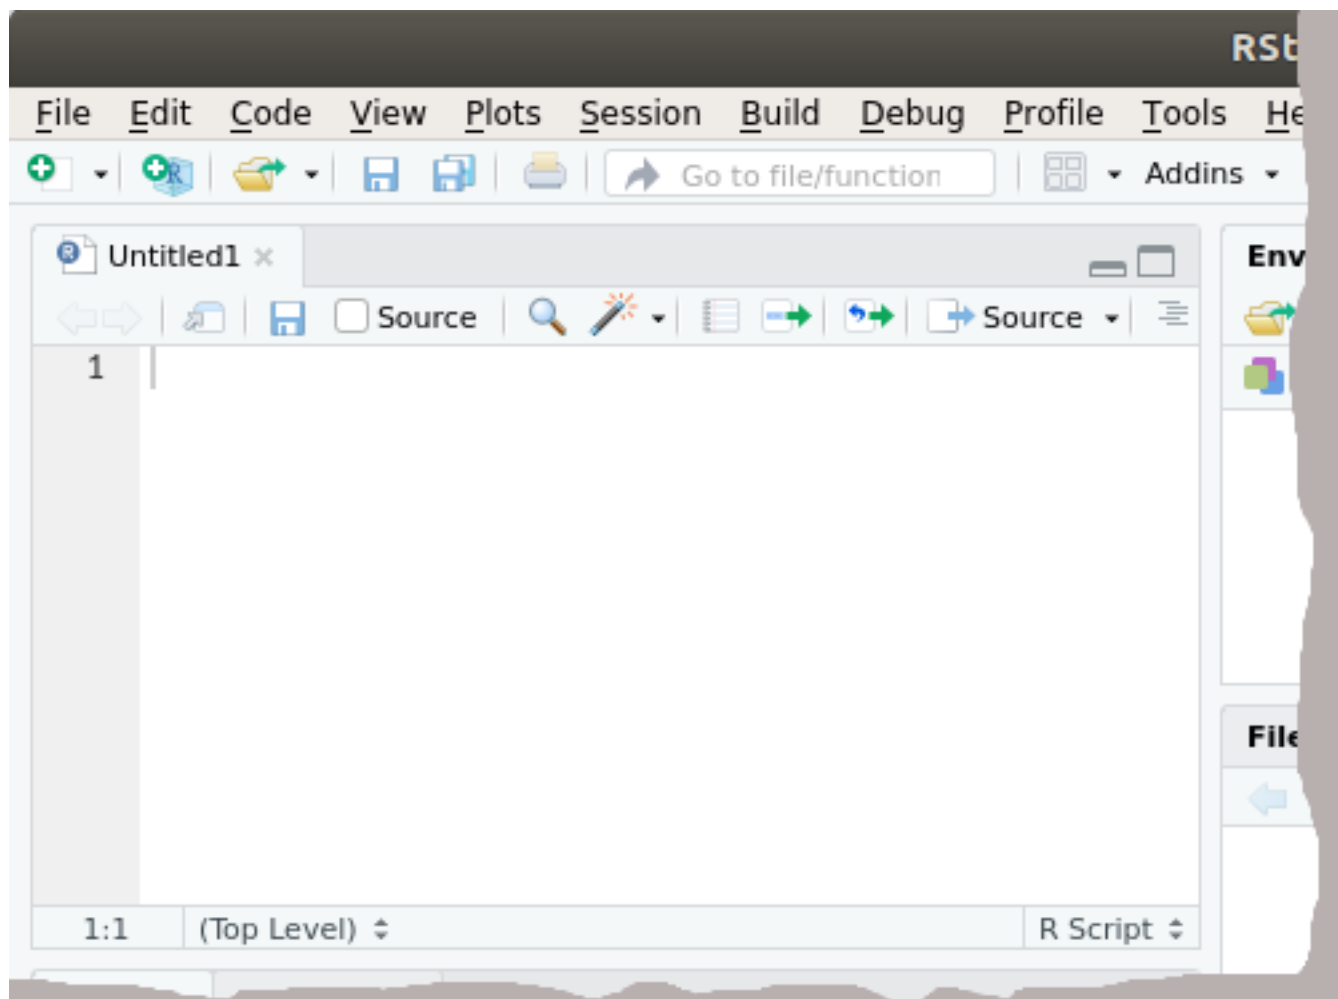 RSt
File Edit Code View Plots Session Build Debug Profile Tools He
R Go to file/function Addins
R Untitled1 Env
Source Source
1
File
1:1 (Top Level) R Script